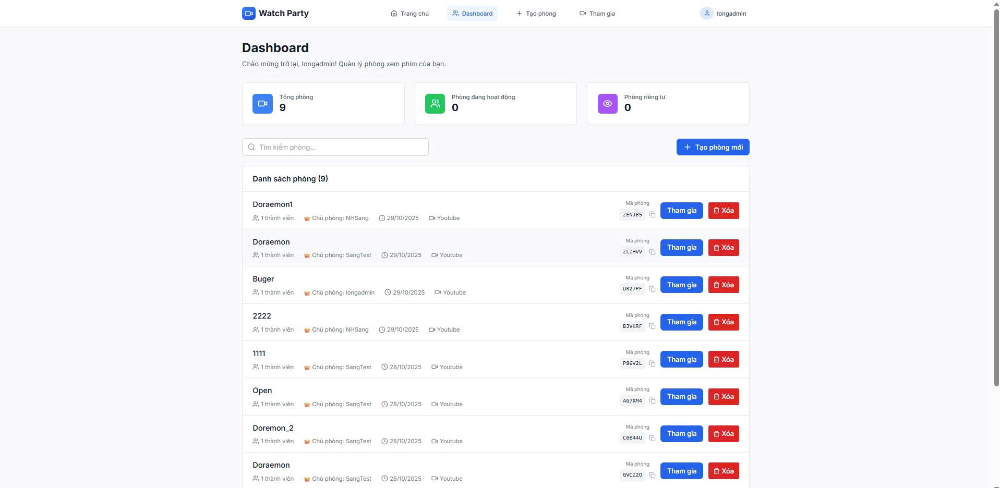 Watch Party
Trang chủ
Dashboard
Tạo phòng
Tham gia
longadmin
Dashboard
Chào mừng trở lại, longadmin! Quản lý phòng xem phim của bạn.
Tổng phòng
9
Phòng đang hoạt động
0
Phòng riêng tư
0
Tìm kiếm phòng...
Tạo phòng mới
Danh sách phòng (9)
Doraemon1
1 thành viên Chủ phòng: NHSang 29/10/2025 Youtube
Mã phòng
ZENJB5
Tham gia
Xóa
Doraemon
1 thành viên Chủ phòng: SangTest 29/10/2025 Youtube
Mã phòng
ZLZHVV
Tham gia
Xóa
Buger
1 thành viên Chủ phòng: longadmin 29/10/2025 Youtube
Mã phòng
UR27PF
Tham gia
Xóa
2222
1 thành viên Chủ phòng: NHSang 29/10/2025 Youtube
Mã phòng
BJVKRF
Tham gia
Xóa
1111
1 thành viên Chủ phòng: SangTest 28/10/2025 Youtube
Mã phòng
P86V2L
Tham gia
Xóa
Open
1 thành viên Chủ phòng: SangTest 28/10/2025 Youtube
Mã phòng
AG7XM4
Tham gia
Xóa
Doremon_2
1 thành viên Chủ phòng: SangTest 28/10/2025 Youtube
Mã phòng
C6E44U
Tham gia
Xóa
Doraemon
1 thành viên Chủ phòng: SangTest 28/10/2025 Youtube
Mã phòng
GVCZ2O
Tham gia
Xóa